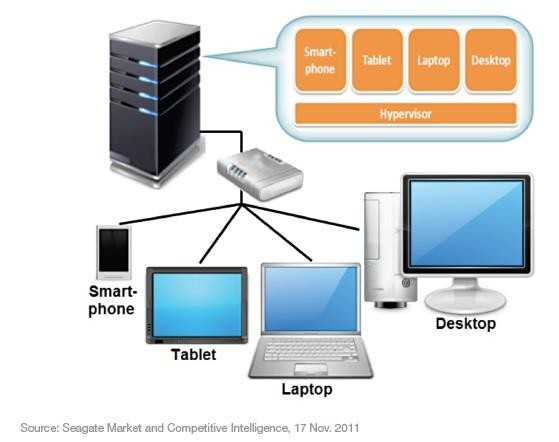 Smart-
phone
Tablet
Laptop
Desktop
Hypervisor
Smart-
phone
Tablet
Laptop
Desktop
Source: Seagate Market and Competitive Intelligence, 17 Nov. 2011